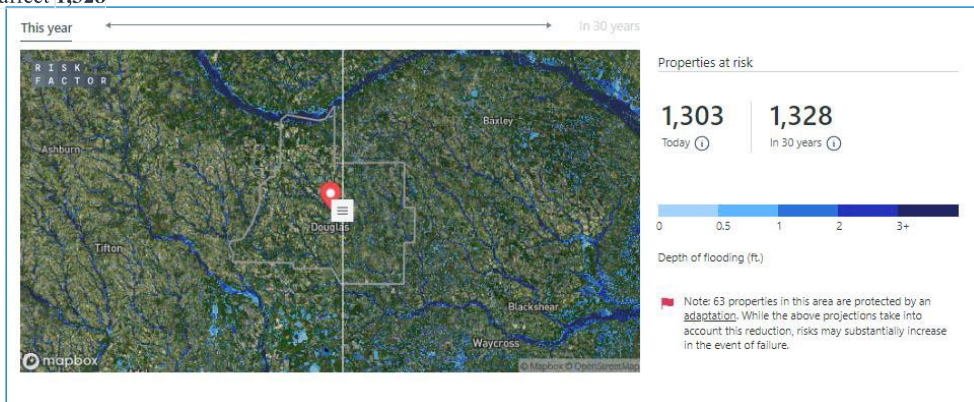 affect 1,328
This year
In 30 years
Properties at risk
1,303
1,328
Today
In 30 years
0 0.5 1 2 3+
Depth of flooding (ft.)
Note: 63 properties in this area are protected by an
adaptation. While the above projections take into
account this reduction, risks may substantially increase
in the event of failure.
RISK
FACTOR
Baxley
Ashburn
Douglas
Tifton
Blackshear
Waycross
mapbox
© Mapbox © OpenStreetMap